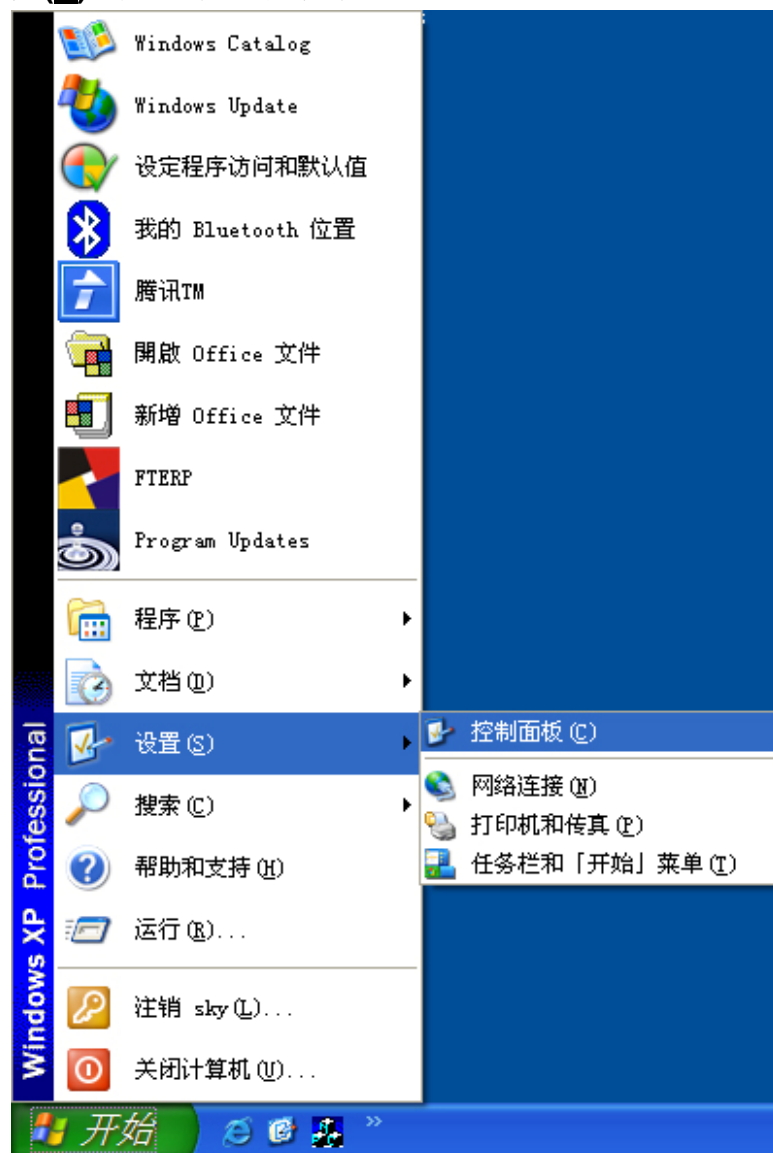 Windows Catalog
Windows Update
设定程序访问和默认值
我的 Bluetooth 位置
腾讯TM
開啟 Office 文件
新增 Office 文件
FTERP
Program Updates
程序(P)
文档(D)
设置(S)
搜索(C)
帮助和支持(H)
运行(R)...
注销 sky(L)...
关闭计算机(U)...
控制面板(C)
网络连接(N)
打印机和传真(P)
任务栏和「开始」菜单(T)
Windows XP Professional
开始
»